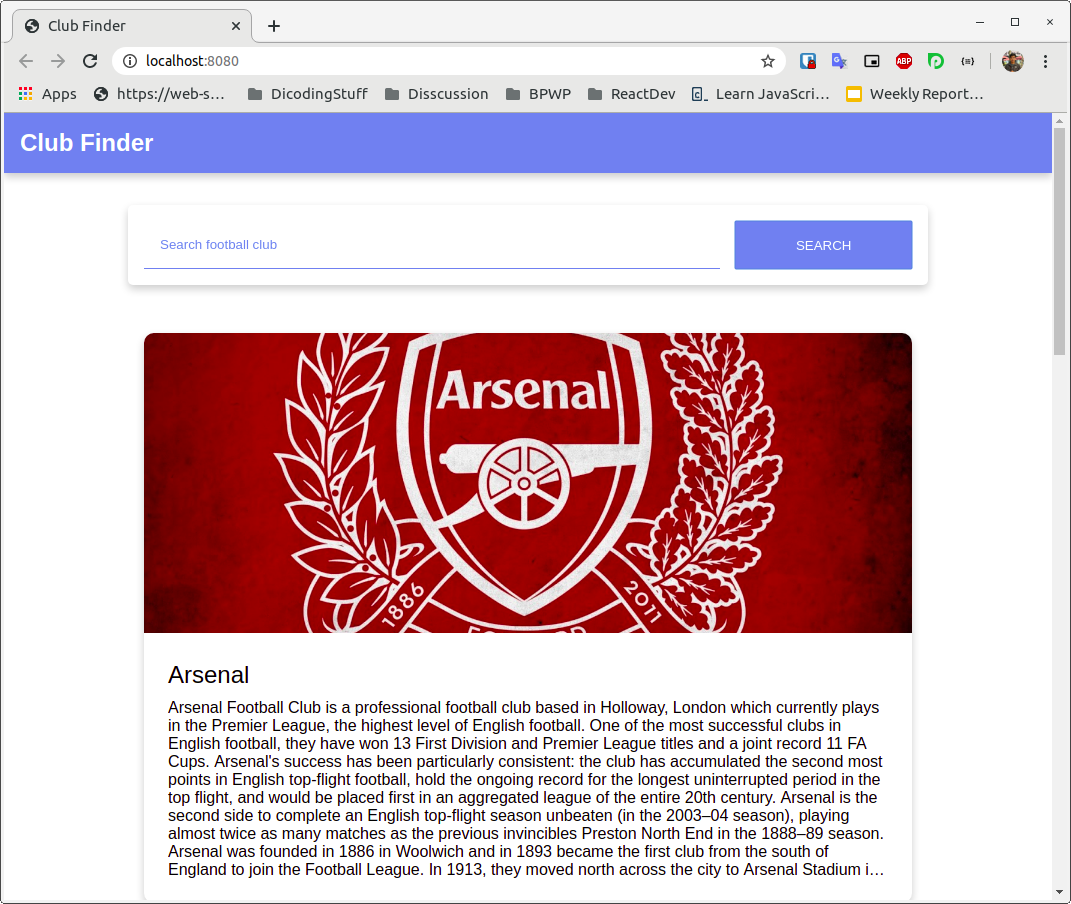 Club Finder
localhost:8080
ABP
Apps
https://web-s...
DicodingStuff
Disscussion
BPWP
ReactDev
Learn JavaScri...
Weekly Report...
Club Finder
Search football club
SEARCH
Arsenal
1886
2011
Arsenal
Arsenal Football Club is a professional football club based in Holloway, London which currently plays
in the Premier League, the highest level of English football. One of the most successful clubs in
English football, they have won 13 First Division and Premier League titles and a joint record 11 FA
Cups. Arsenal's success has been particularly consistent: the club has accumulated the second most
points in English top-flight football, hold the ongoing record for the longest uninterrupted period in the
top flight, and would be placed first in an aggregated league of the entire 20th century. Arsenal is the
second side to complete an English top-flight season unbeaten (in the 2003–04 season), playing
almost twice as many matches as the previous invincibles Preston North End in the 1888–89 season.
Arsenal was founded in 1886 in Woolwich and in 1893 became the first club from the south of
England to join the Football League. In 1913, they moved north across the city to Arsenal Stadium i...